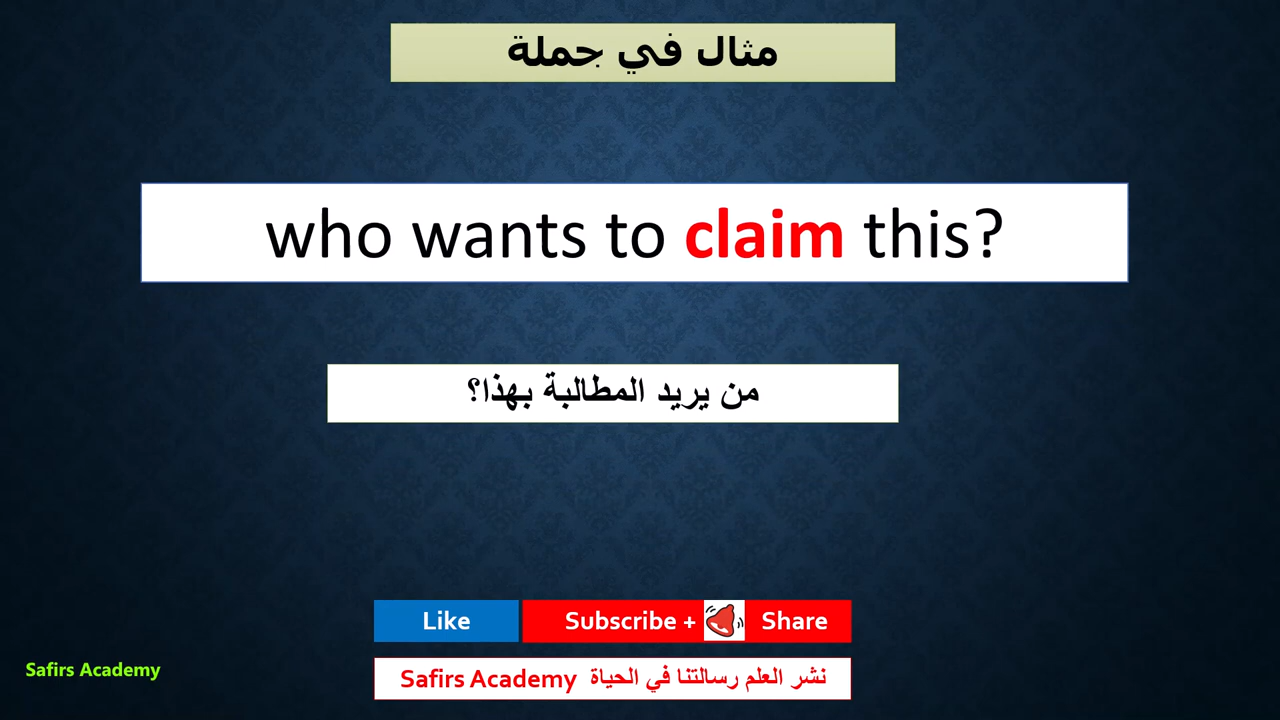 مثال في جملة
who wants to claim this?
من يريد المطالبة بهذا؟
Like Subscribe + Share
Safirs Academy
Safirs Academy نشر العلم رسالتنا في الحياة